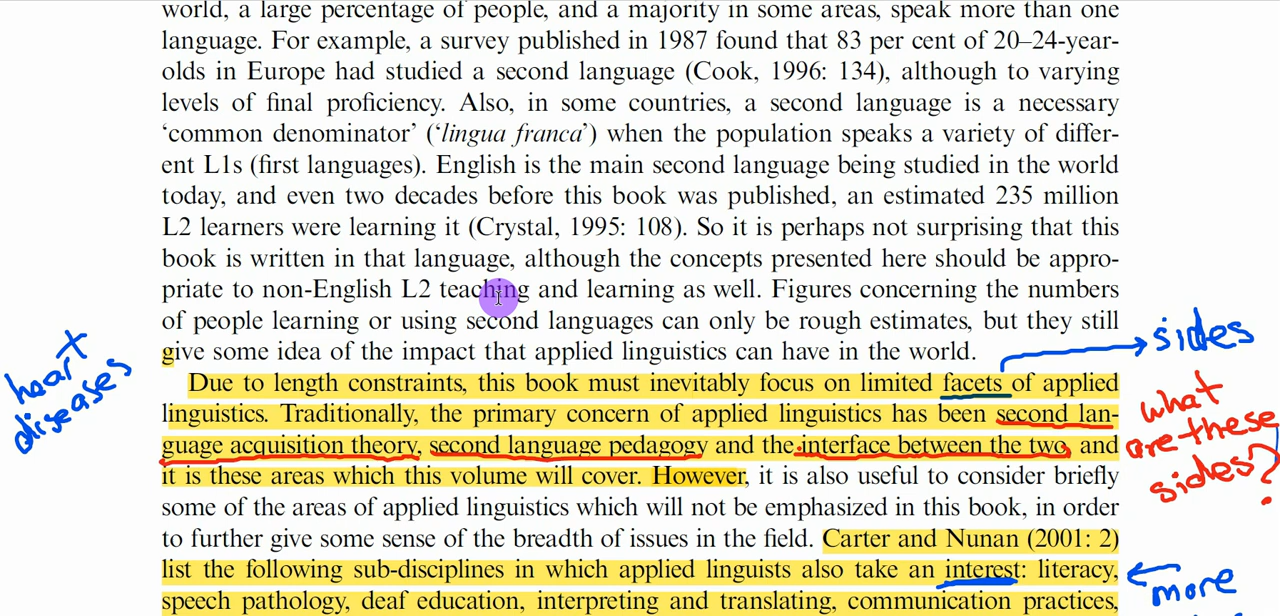 world, a large percentage of people, and a majority in some areas, speak more than one
language. For example, a survey published in 1987 found that 83 per cent of 20–24-year-
olds in Europe had studied a second language (Cook, 1996: 134), although to varying
levels of final proficiency. Also, in some countries, a second language is a necessary
‘common denominator’ (‘lingua franca’) when the population speaks a variety of differ-
ent L1s (first languages). English is the main second language being studied in the world
today, and even two decades before this book was published, an estimated 235 million
L2 learners were learning it (Crystal, 1995: 108). So it is perhaps not surprising that this
book is written in that language, although the concepts presented here should be appro-
priate to non-English L2 teaching and learning as well. Figures concerning the numbers
of people learning or using second languages can only be rough estimates, but they still
give some idea of the impact that applied linguistics can have in the world.
sides
heart
diseases
Due to length constraints, this book must inevitably focus on limited facets of applied
linguistics. Traditionally, the primary concern of applied linguistics has been second lan-
guage acquisition theory, second language pedagogy and the interface between the two, and
it is these areas which this volume will cover. However, it is also useful to consider briefly
what
are these
sides?
some of the areas of applied linguistics which will not be emphasized in this book, in order
to further give some sense of the breadth of issues in the field. Carter and Nunan (2001: 2)
list the following sub-disciplines in which applied linguists also take an interest: literacy,
more
speech pathology, deaf education, interpreting and translating, communication practices,